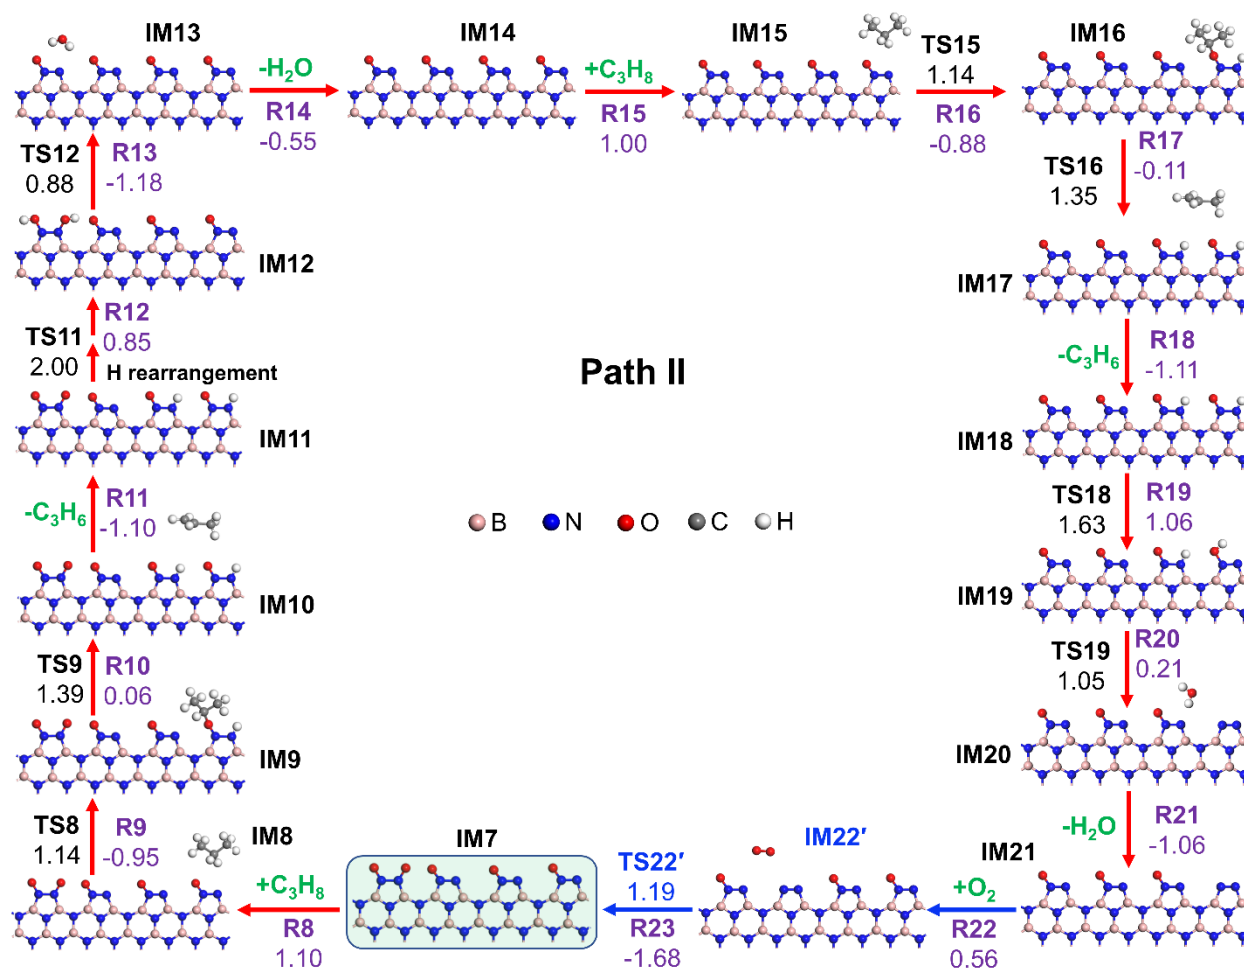 IM13
-H₂O
R14
-0.55
IM14
+C₃H₈
R15
1.00
IM15
TS15
1.14
R16
-0.88
IM16
TS16
1.35
R17
-0.11
IM17
-C₃H₆
R18
-1.11
IM18
TS18
1.63
R19
1.06
IM19
TS19
1.05
R20
0.21
IM20
-H₂O
R21
-1.06
IM21
+O₂
R22
0.56
IM22′
TS22′
1.19
R23
-1.68
IM7
+C₃H₈
R8
1.10
IM8
TS8
1.14
R9
-0.95
IM9
TS9
1.39
R10
0.06
IM10
-C₃H₆
R11
-1.10
IM11
H rearrangement
TS11
2.00
R12
0.85
IM12
TS12
0.88
R13
-1.18
Path II
B N O C H